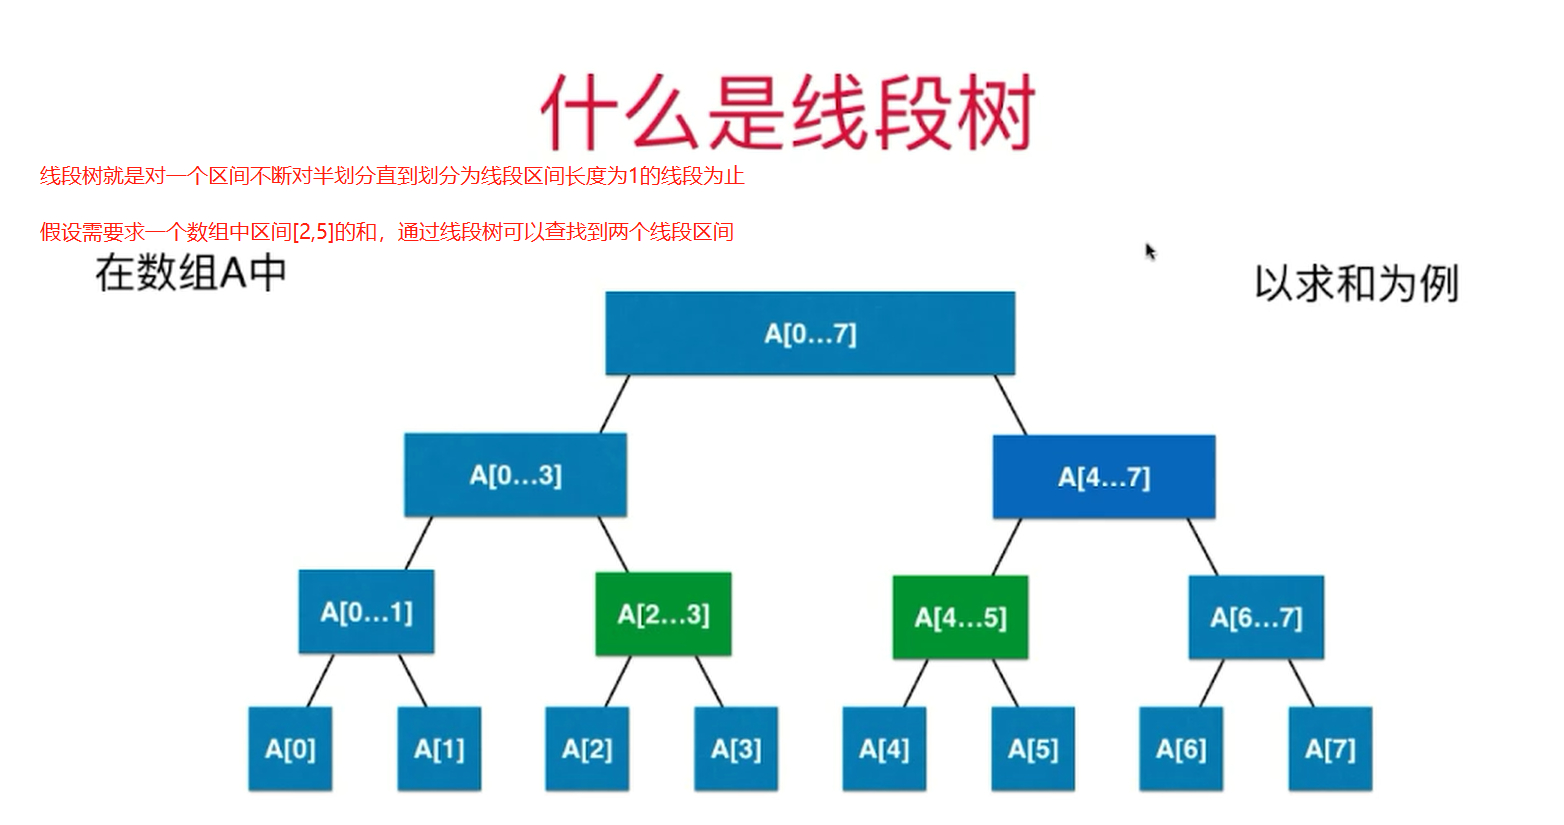 什么是线段树
线段树就是对一个区间不断对半划分直到划分为线段区间长度为1的线段为止
假设需要求一个数组中区间[2,5]的和，通过线段树可以查找到两个线段区间
在数组A中
以求和为例
A[0…7]
A[0…3]
A[4…7]
A[0…1]
A[2…3]
A[4…5]
A[6…7]
A[0]
A[1]
A[2]
A[3]
A[4]
A[5]
A[6]
A[7]